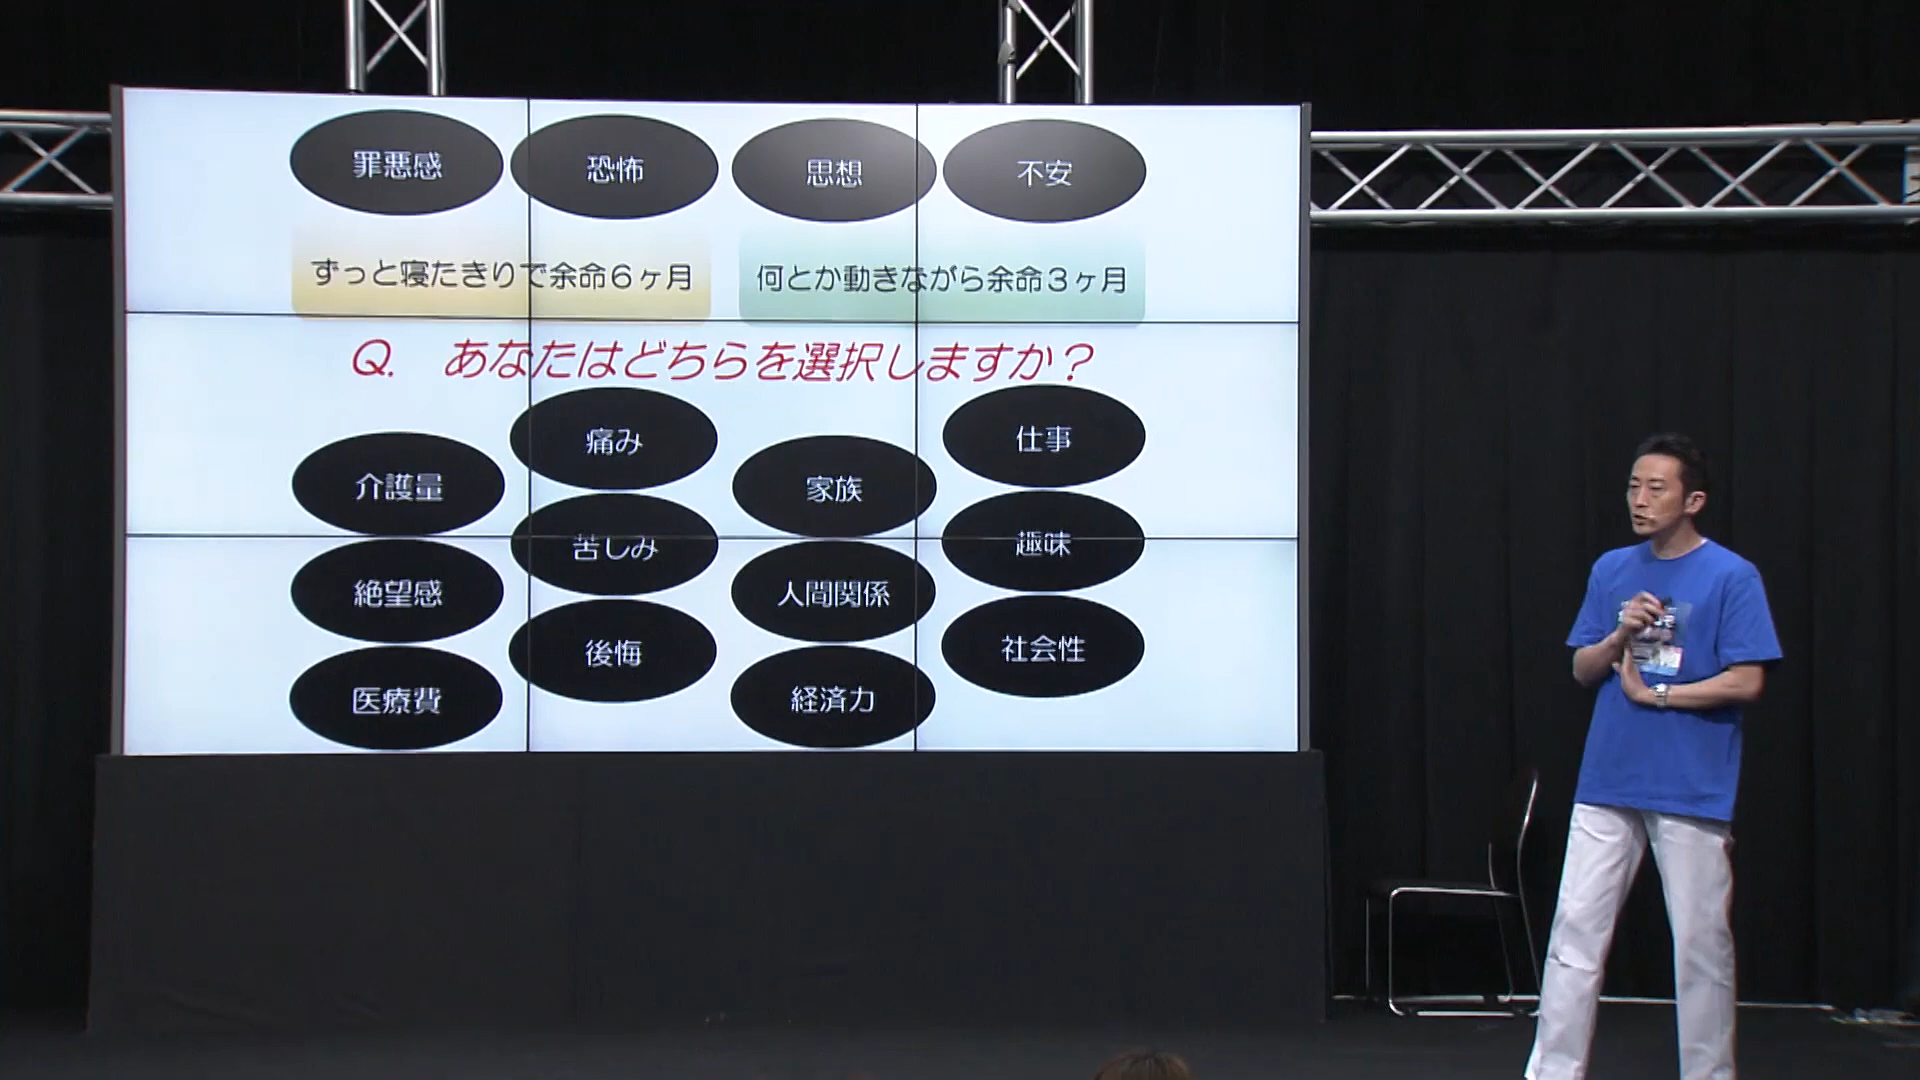 罪悪感
恐怖
思想
不安
ずっと寝たきりで余命６ヶ月
何とか動きながら余命３ヶ月
Q.　あなたはどちらを選択しますか？
介護量
痛み
家族
仕事
絶望感
苦しみ
人間関係
趣味
医療費
後悔
経済力
社会性